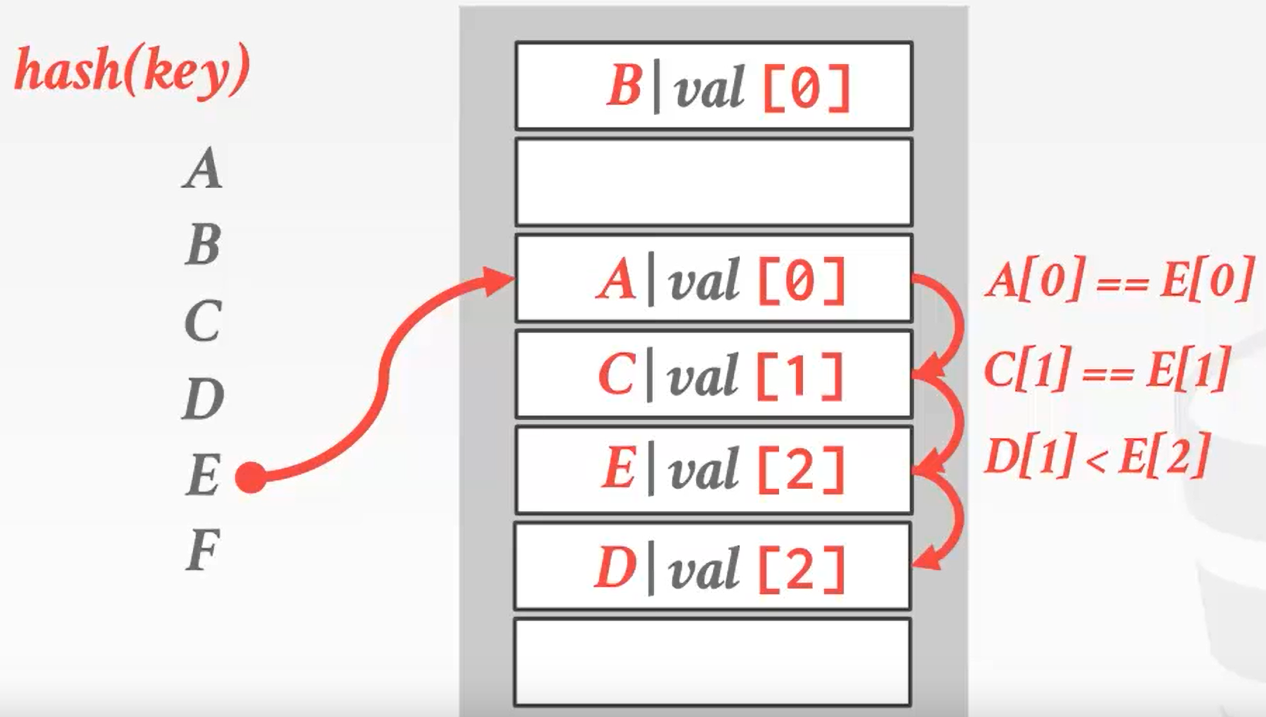 hash(key)
A
B
C
D
E
F
B|val [0]
A|val [0]
C|val [1]
E|val [2]
D|val [2]
A[0] == E[0]
C[1] == E[1]
D[1] < E[2]